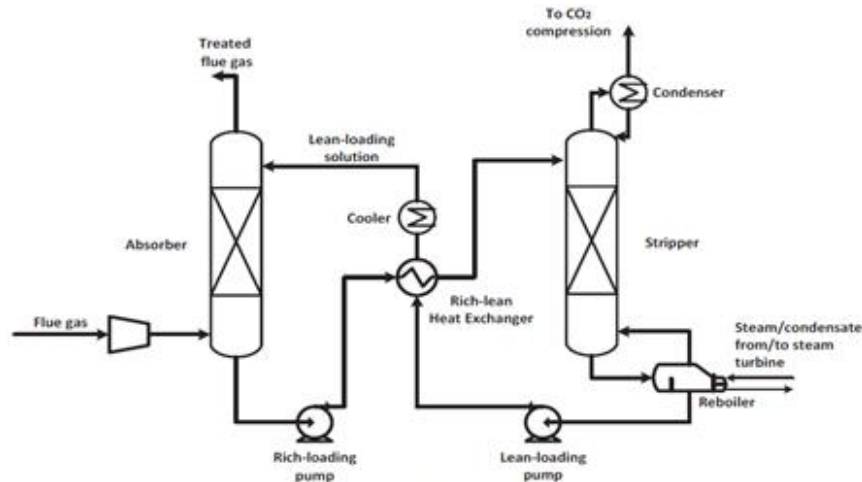 To CO₂
compression
Treated
flue gas
Condenser
Lean-loading
solution
Cooler
Absorber
Stripper
Rich-lean
Heat Exchanger
Flue gas
Steam/condensate
from/to steam
turbine
Reboiler
Rich-loading
pump
Lean-loading
pump